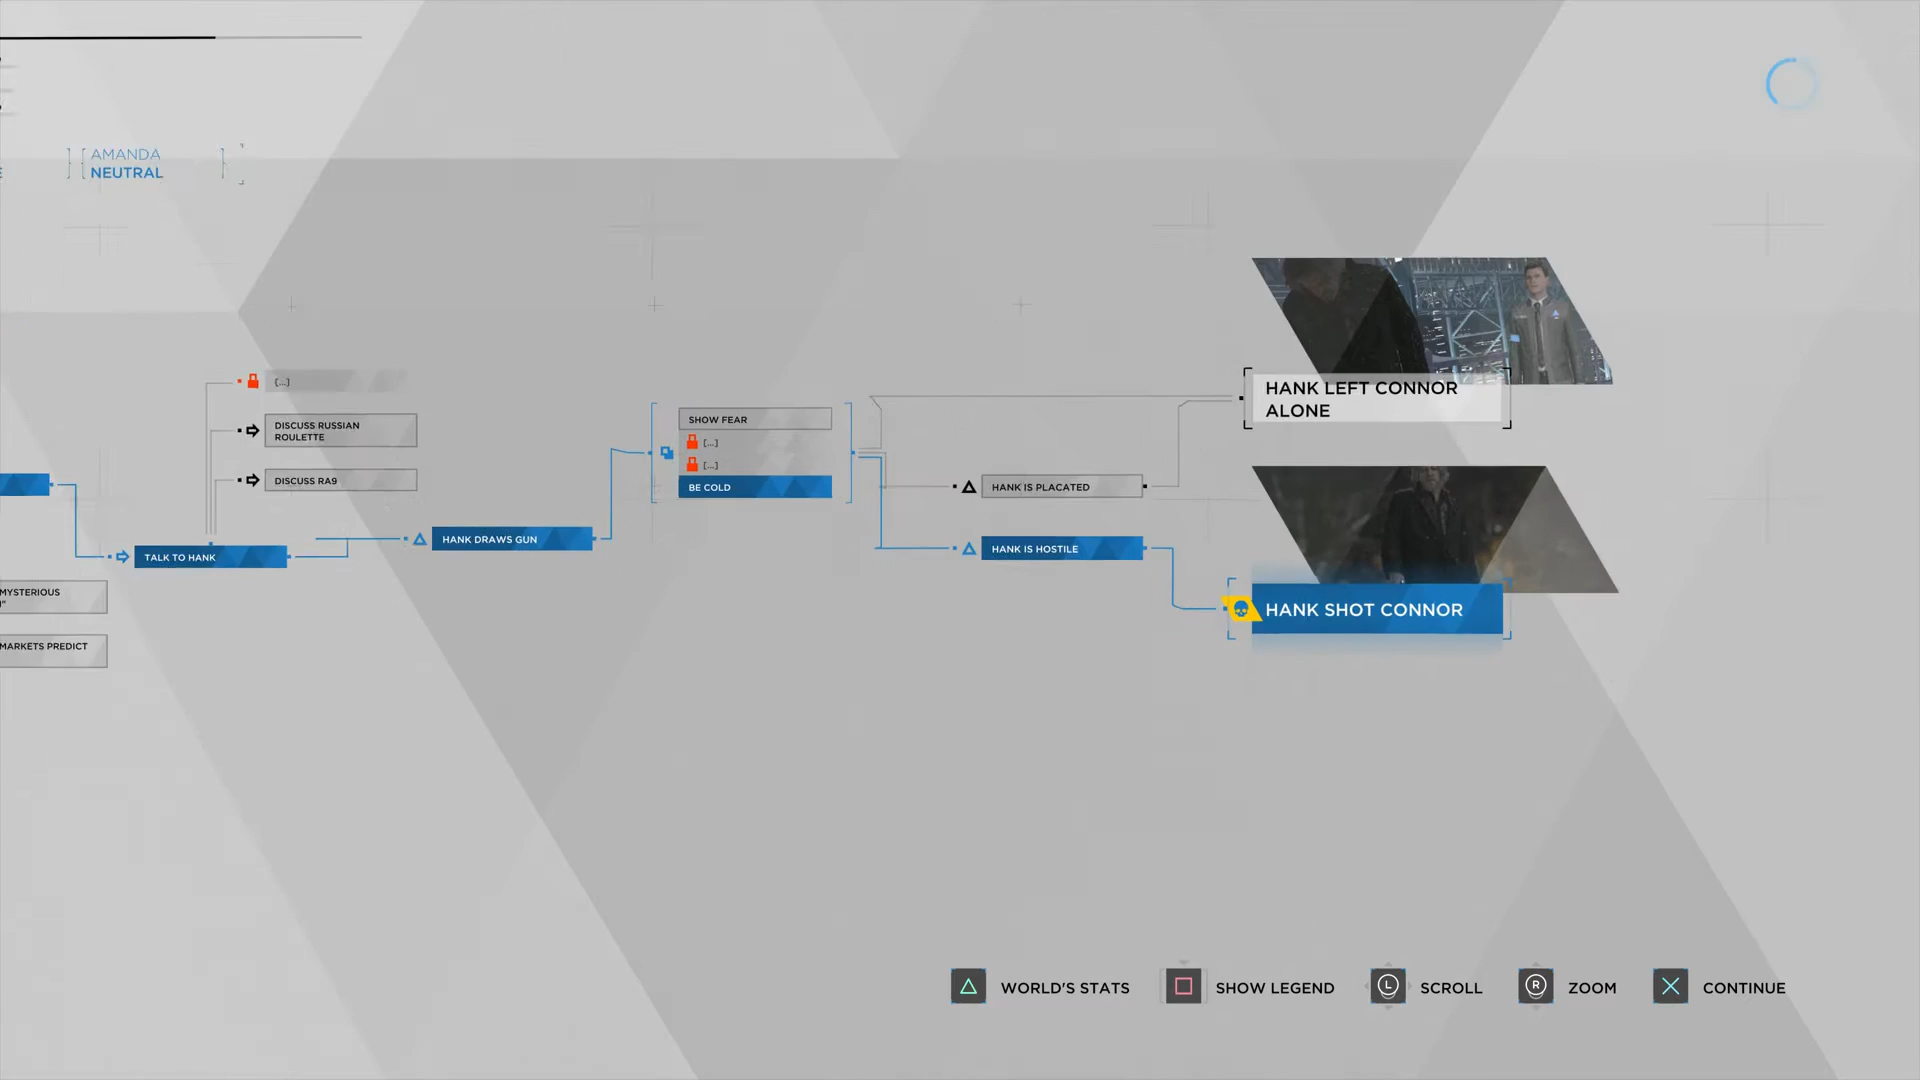 AMANDA
NEUTRAL
[...]
DISCUSS RUSSIAN
ROULETTE
DISCUSS RA9
TALK TO HANK
MYSTERIOUS
MARKETS PREDICT
HANK DRAWS GUN
SHOW FEAR
[...]
[...]
BE COLD
HANK IS PLACATED
HANK IS HOSTILE
HANK LEFT CONNOR
ALONE
HANK SHOT CONNOR
WORLD'S STATS
SHOW LEGEND
L
SCROLL
R
ZOOM
CONTINUE